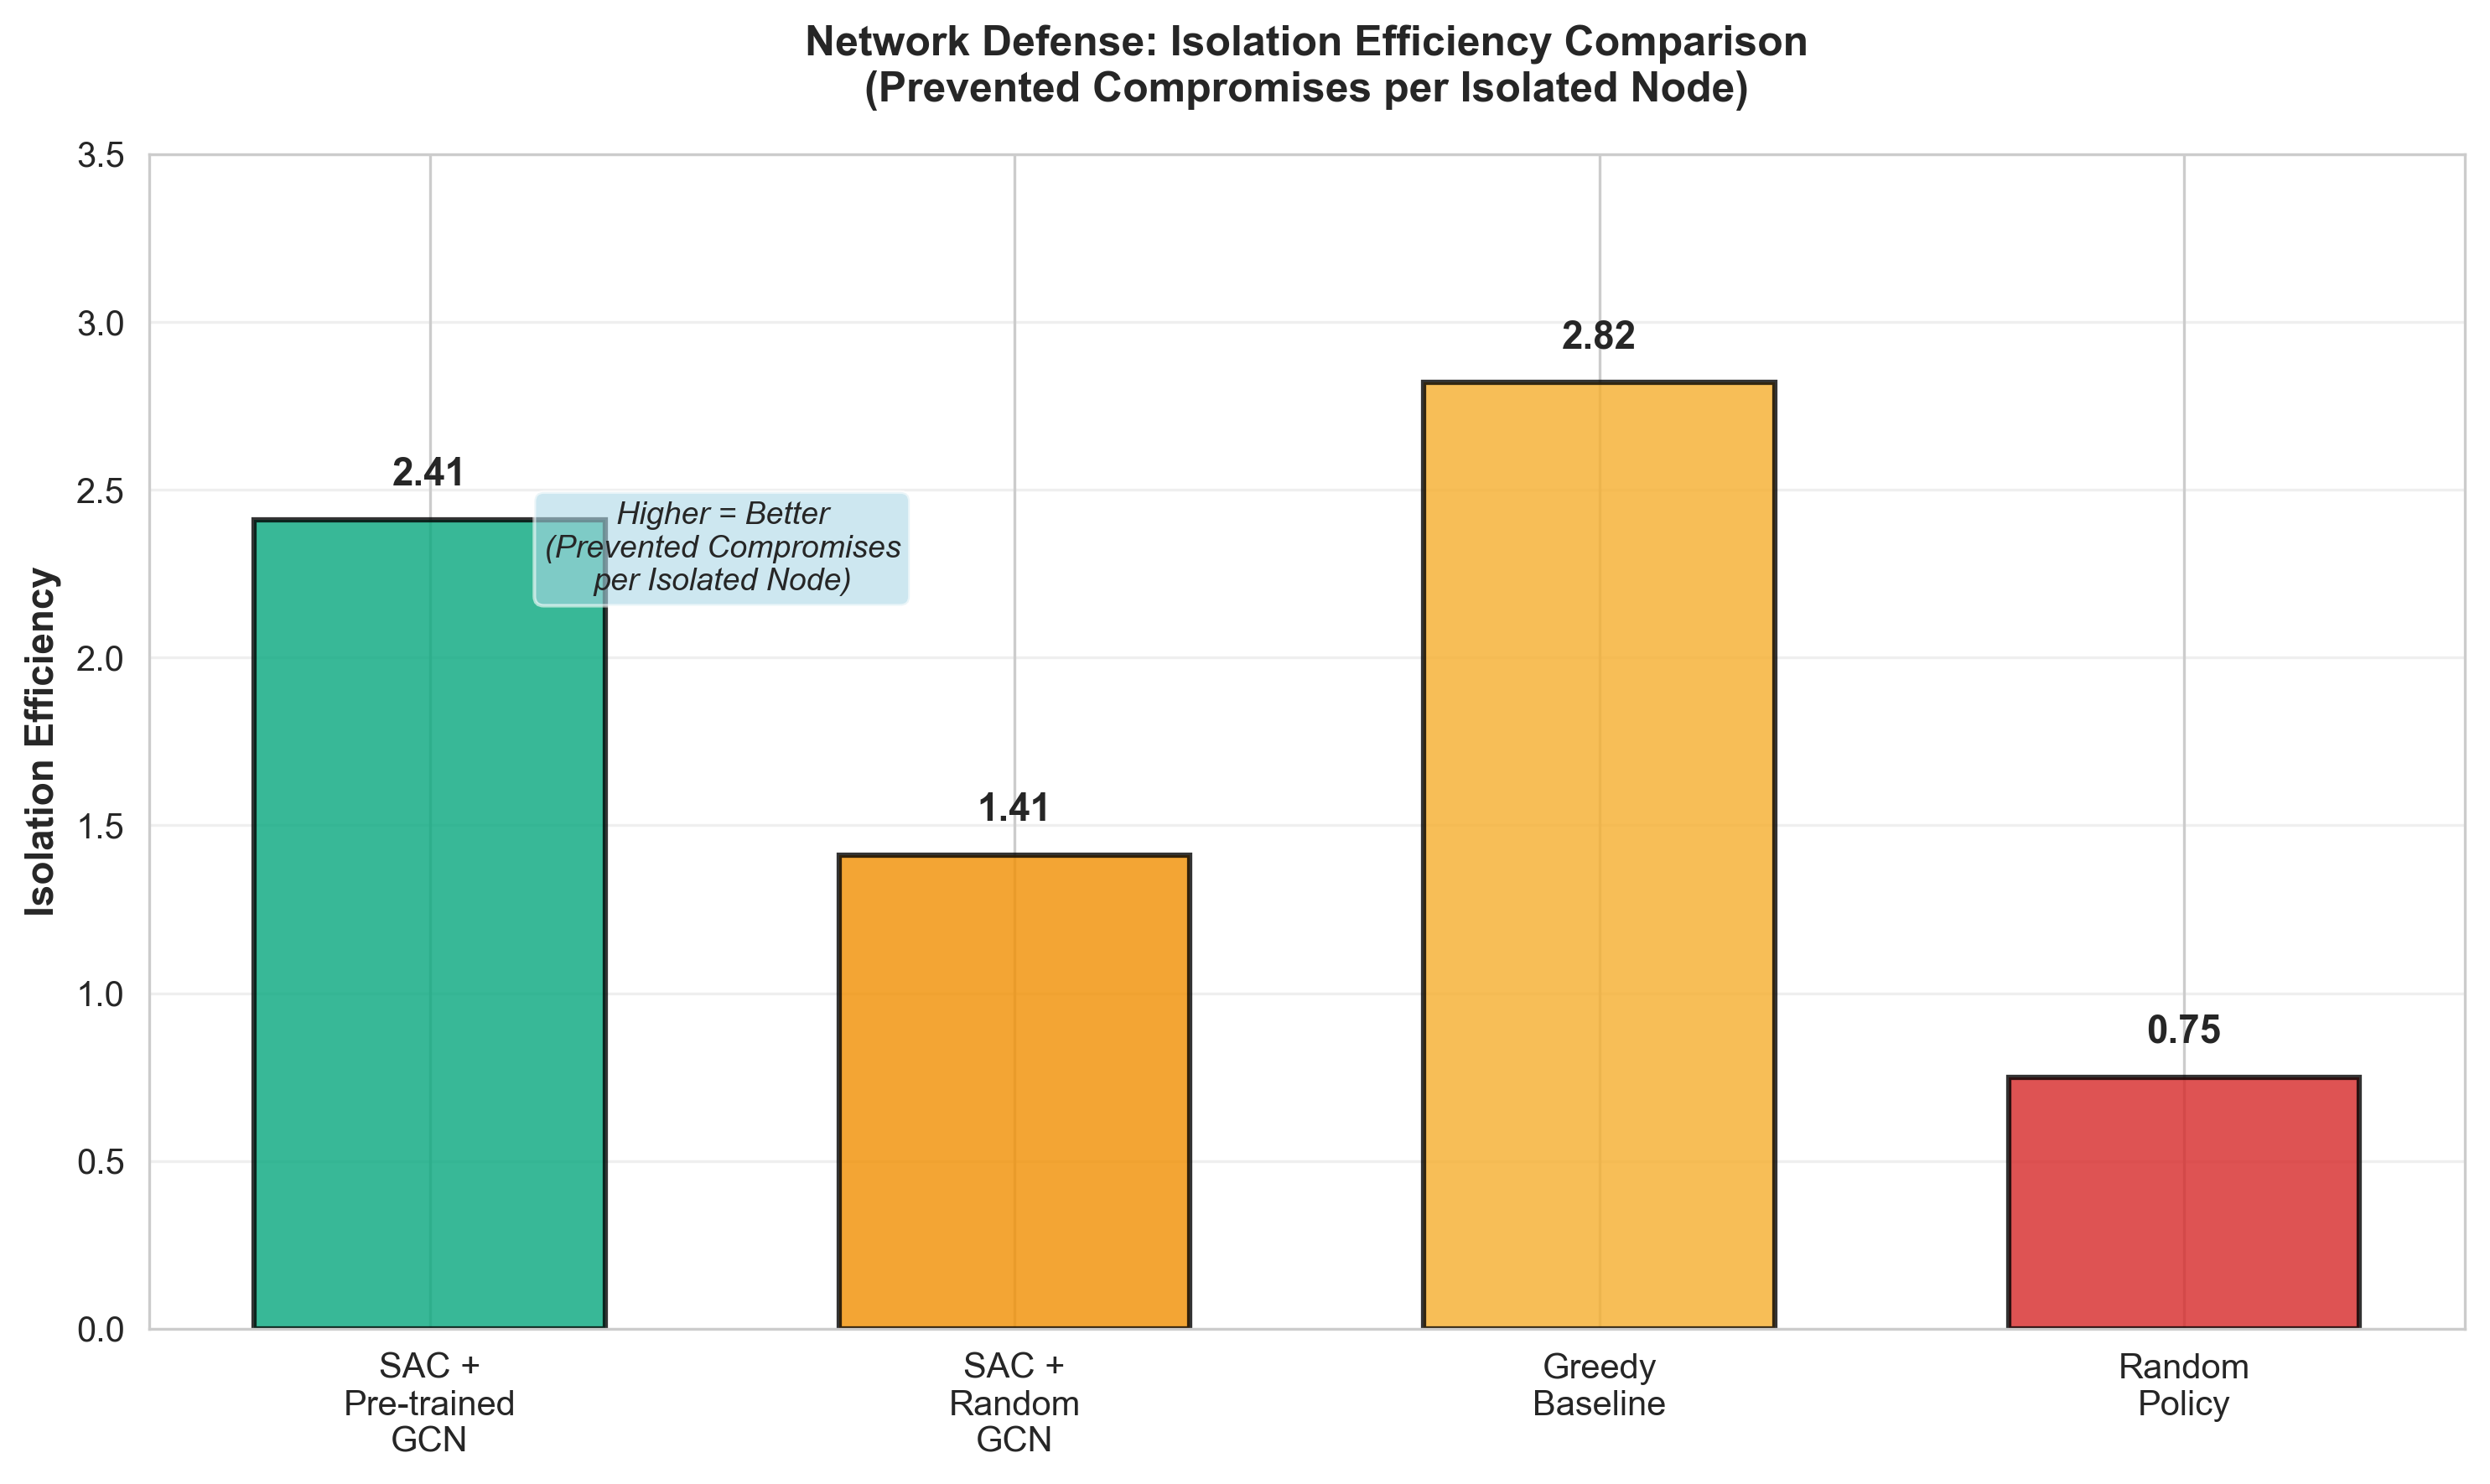 Network Defense: Isolation Efficiency Comparison
(Prevented Compromises per Isolated Node)
Isolation Efficiency
3.5
3.0
2.5
2.0
1.5
1.0
0.5
0.0
2.41
1.41
2.82
0.75
Higher = Better
(Prevented Compromises
per Isolated Node)
SAC +
Pre-trained
GCN
SAC +
Random
GCN
Greedy
Baseline
Random
Policy